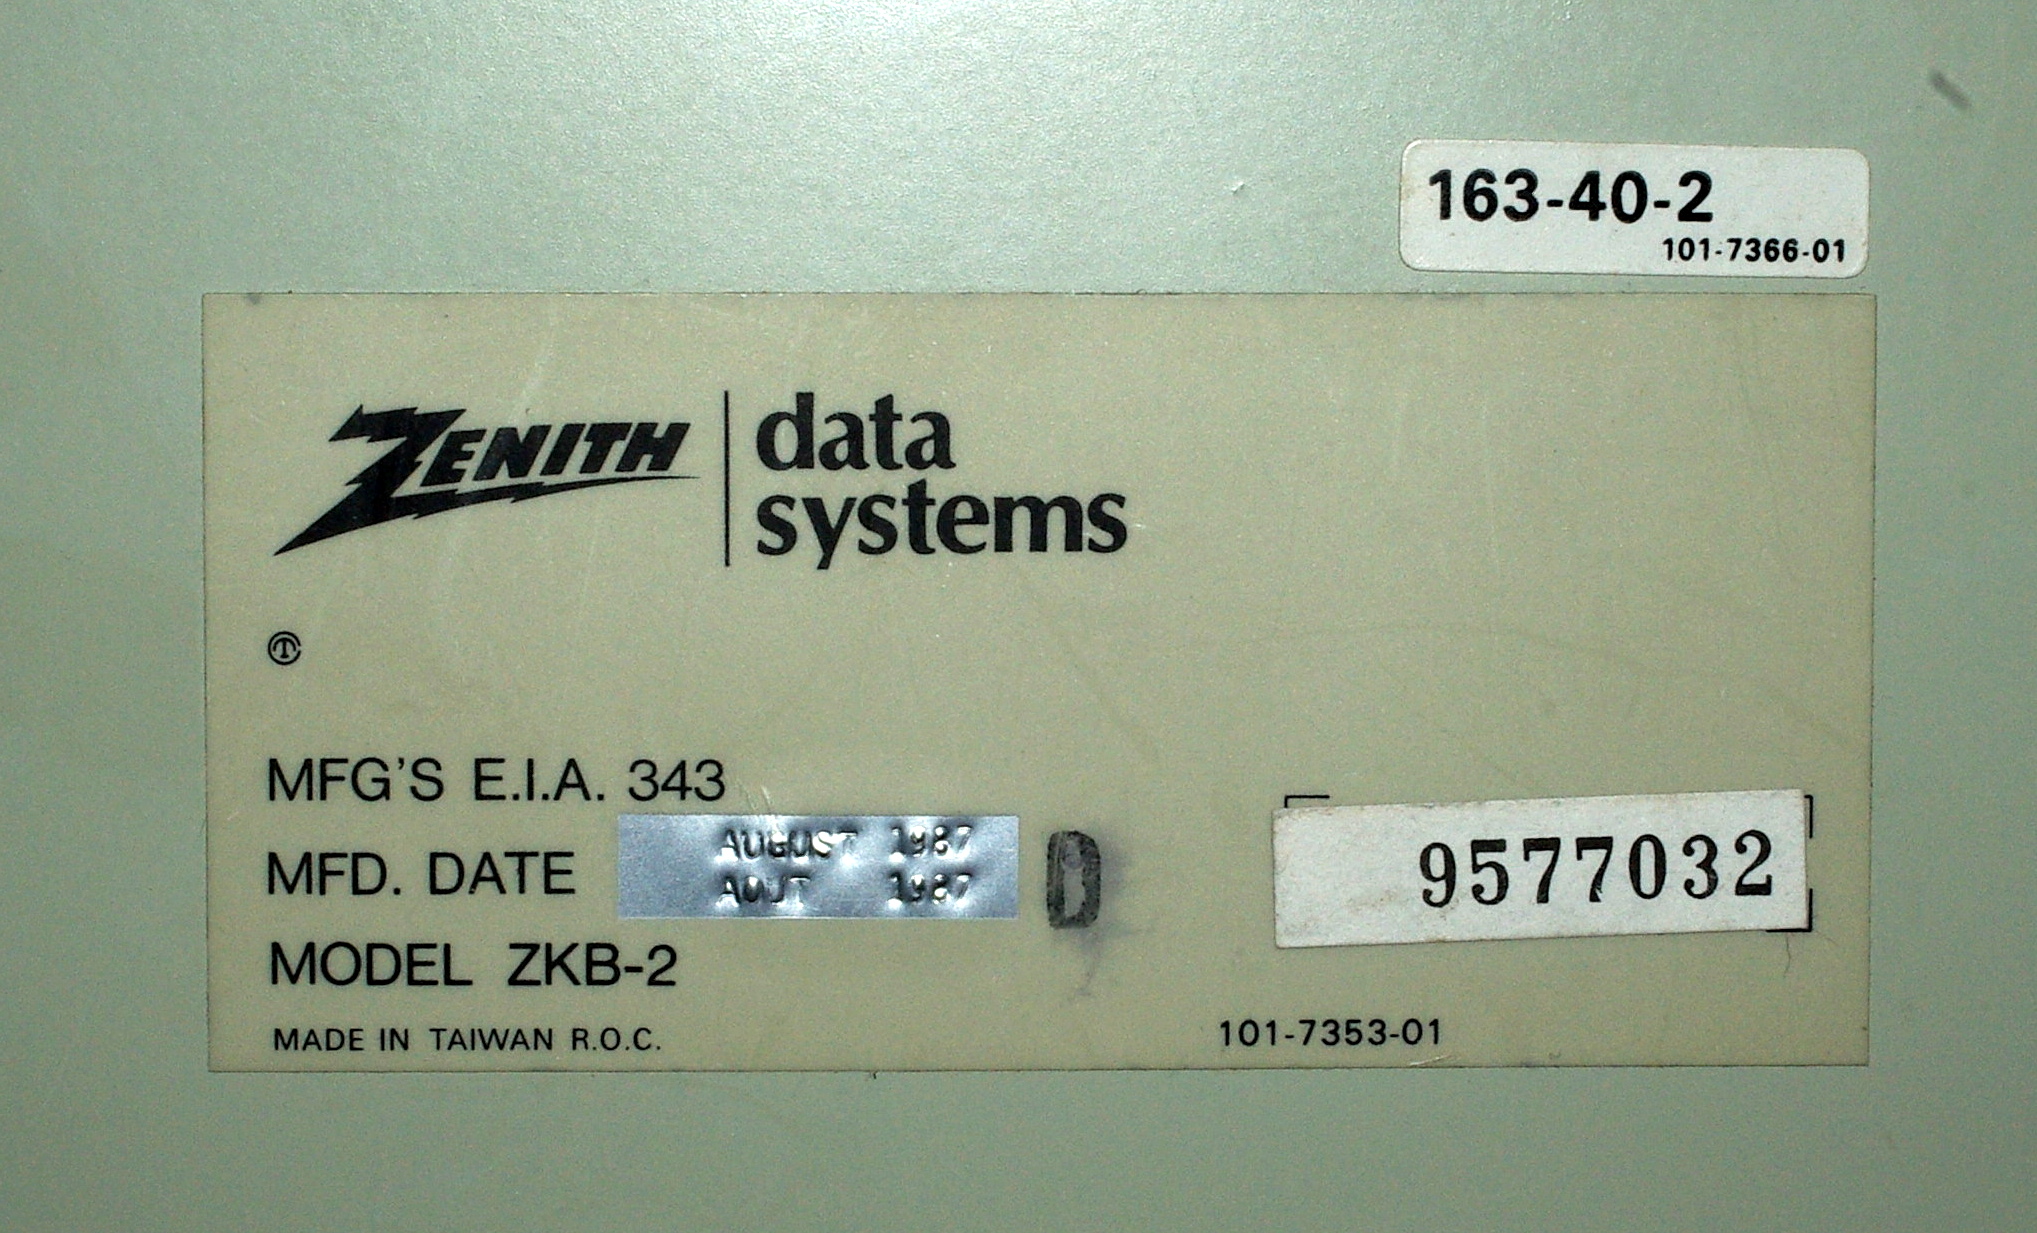 163-40-2
101-7366-01
ZENITH
data
systems
MFG'S E.I.A. 343
MFD. DATE
AUGUST 1987
AOUT 1987
D
9577032
MODEL ZKB-2
MADE IN TAIWAN R.O.C.
101-7353-01